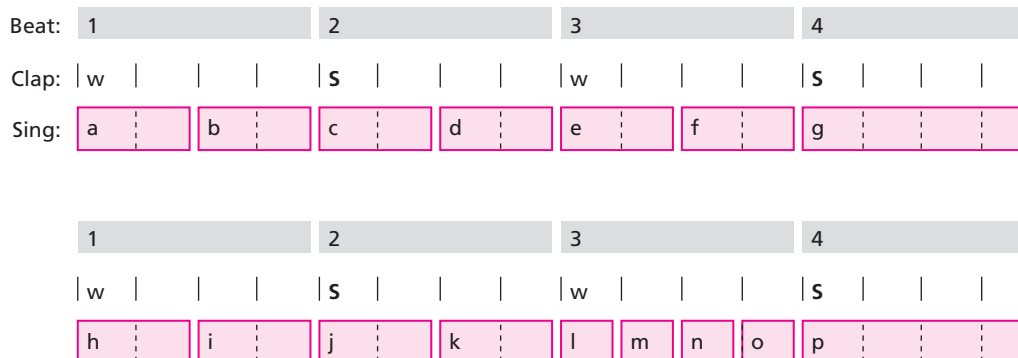 Beat: 1 2 3 4
Clap: w S w S
Sing: a b c d e f g
1 2 3 4
w S w S
h i j k l m n o p